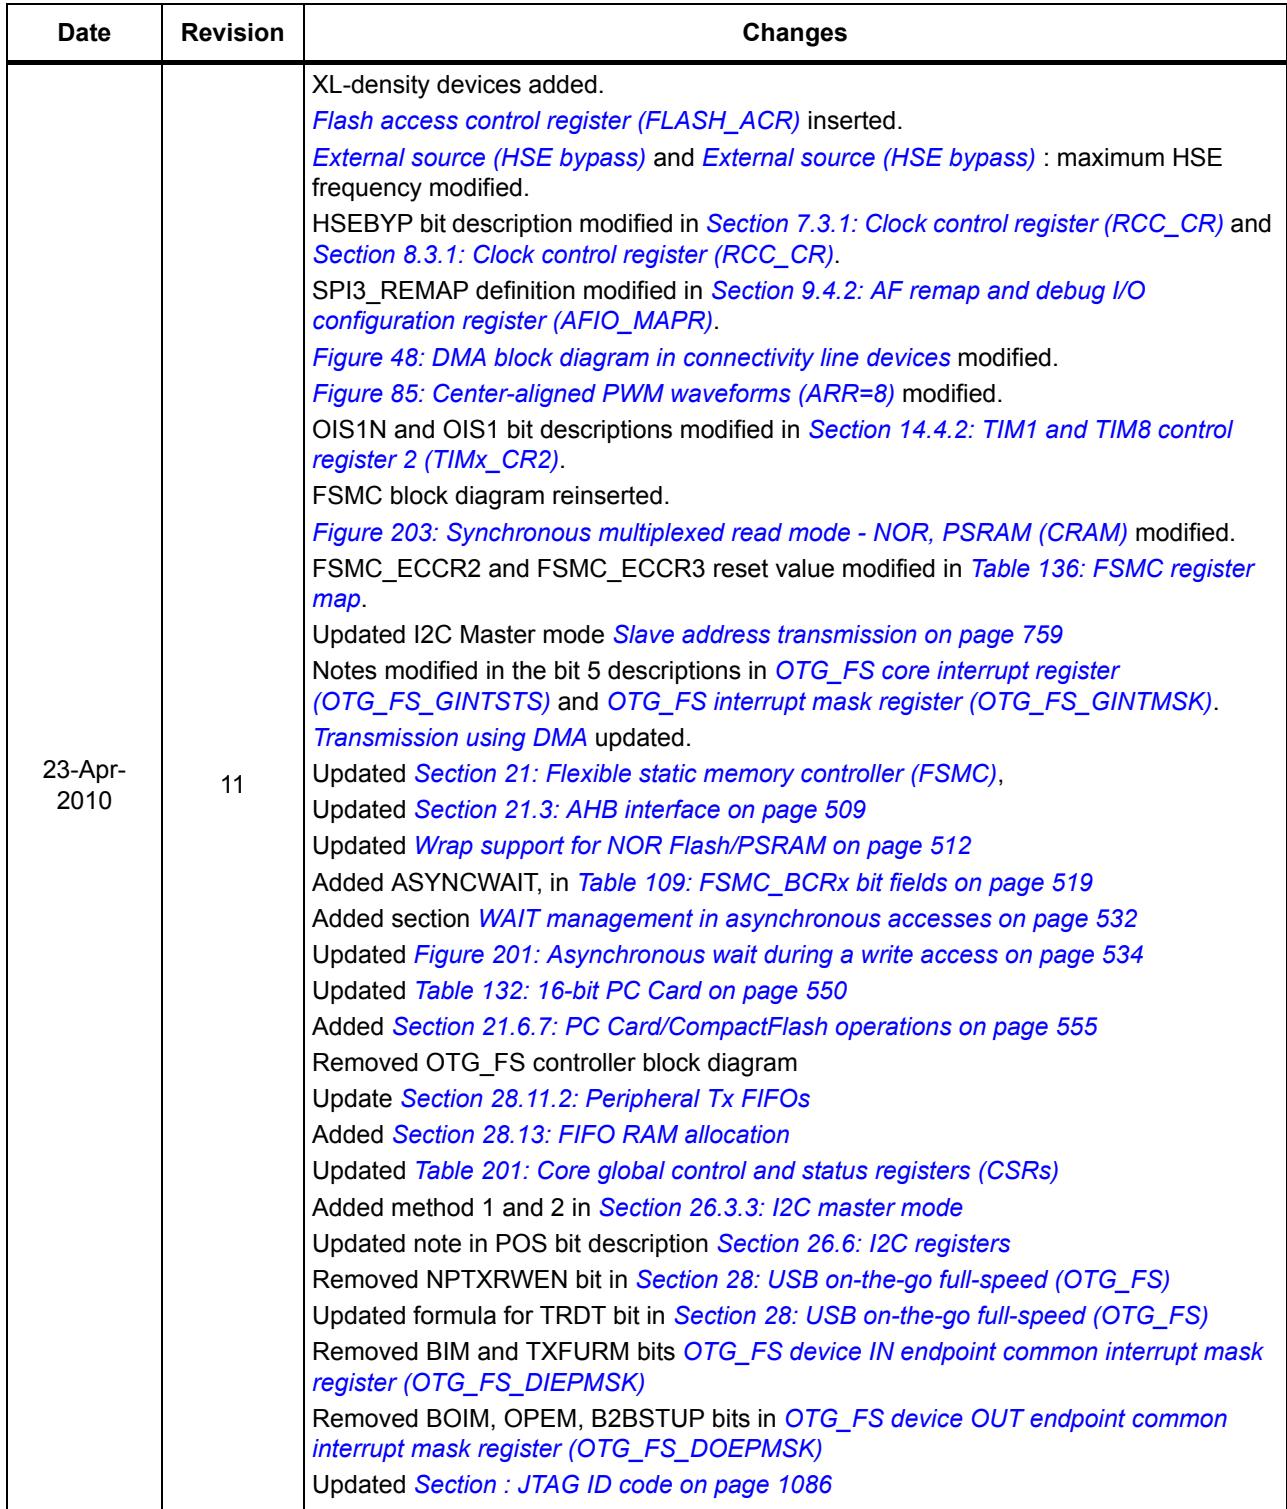 Date Revision Changes
XL-density devices added.
Flash access control register (FLASH_ACR) inserted.
External source (HSE bypass) and External source (HSE bypass) : maximum HSE
frequency modified.
HSEBYP bit description modified in Section 7.3.1: Clock control register (RCC_CR) and
Section 8.3.1: Clock control register (RCC_CR).
SPI3_REMAP definition modified in Section 9.4.2: AF remap and debug I/O
configuration register (AFIO_MAPR).
Figure 48: DMA block diagram in connectivity line devices modified.
Figure 85: Center-aligned PWM waveforms (ARR=8) modified.
OIS1N and OIS1 bit descriptions modified in Section 14.4.2: TIM1 and TIM8 control
register 2 (TIMx_CR2).
FSMC block diagram reinserted.
Figure 203: Synchronous multiplexed read mode - NOR, PSRAM (CRAM) modified.
FSMC_ECCR2 and FSMC_ECCR3 reset value modified in Table 136: FSMC register
map.
Updated I2C Master mode Slave address transmission on page 759
Notes modified in the bit 5 descriptions in OTG_FS core interrupt register
(OTG_FS_GINTSTS) and OTG_FS interrupt mask register (OTG_FS_GINTMSK).
Transmission using DMA updated.
23-Apr-
2010
11
Updated Section 21: Flexible static memory controller (FSMC),
Updated Section 21.3: AHB interface on page 509
Updated Wrap support for NOR Flash/PSRAM on page 512
Added ASYNCWAIT, in Table 109: FSMC_BCRx bit fields on page 519
Added section WAIT management in asynchronous accesses on page 532
Updated Figure 201: Asynchronous wait during a write access on page 534
Updated Table 132: 16-bit PC Card on page 550
Added Section 21.6.7: PC Card/CompactFlash operations on page 555
Removed OTG_FS controller block diagram
Update Section 28.11.2: Peripheral Tx FIFOs
Added Section 28.13: FIFO RAM allocation
Updated Table 201: Core global control and status registers (CSRs)
Added method 1 and 2 in Section 26.3.3: I2C master mode
Updated note in POS bit description Section 26.6: I2C registers
Removed NPTXRWEN bit in Section 28: USB on-the-go full-speed (OTG_FS)
Updated formula for TRDT bit in Section 28: USB on-the-go full-speed (OTG_FS)
Removed BIM and TXFURM bits OTG_FS device IN endpoint common interrupt mask
register (OTG_FS_DIEPMSK)
Removed BOIM, OPEM, B2BSTUP bits in OTG_FS device OUT endpoint common
interrupt mask register (OTG_FS_DOEPMSK)
Updated Section : JTAG ID code on page 1086